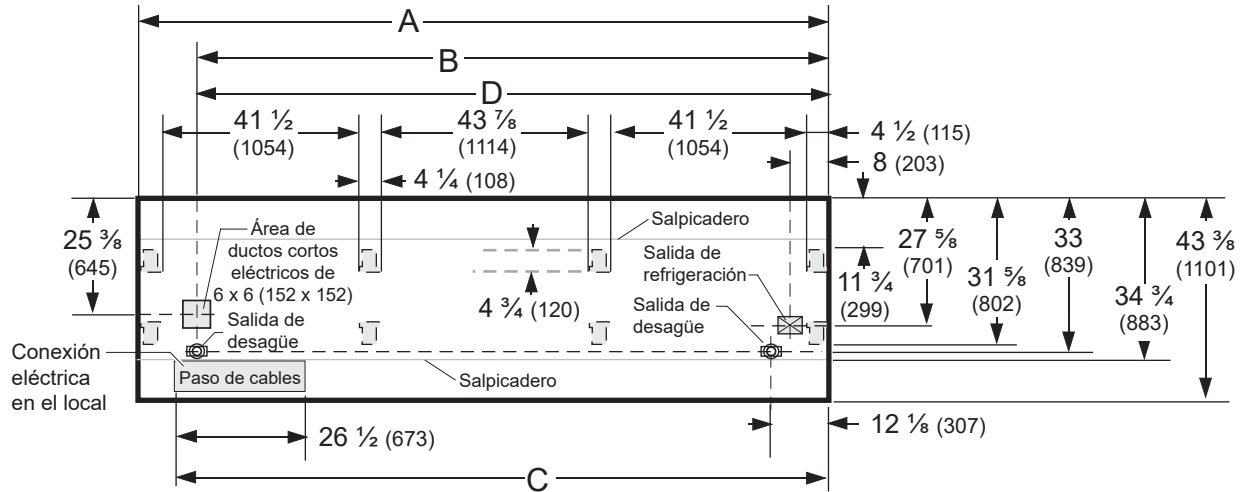 A
B
D
41 ½
(1054)
43 ⅞
(1114)
41 ½
(1054)
4 ½ (115)
8 (203)
4 ¼ (108)
25 ⅜
(645)
Área de
ductos cortos
eléctricos de
6 x 6 (152 x 152)
Salpicadero
Salida de
refrigeración
4 ¾ (120)
Salida de
desagüe
Salida de
desagüe
11 ¾
(299)
27 ⅝
(701)
31 ⅝
(802)
33
(839)
34 ¾
(883)
43 ⅜
(1101)
Conexión
eléctrica
en el local
Paso de cables
Salpicadero
26 ½ (673)
12 ⅛ (307)
C